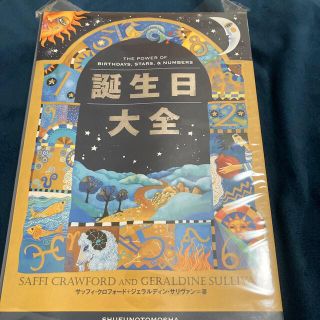 THE POWER OF
BIRTHDAYS, STARS, & NUMBERS
誕生日
大全
SAFFI CRAWFORD AND GERALDINE SULLI
サッフィ・クロフォード+ジェラルディン・サリヴァン=著
SHUFUNOTOMOSHA